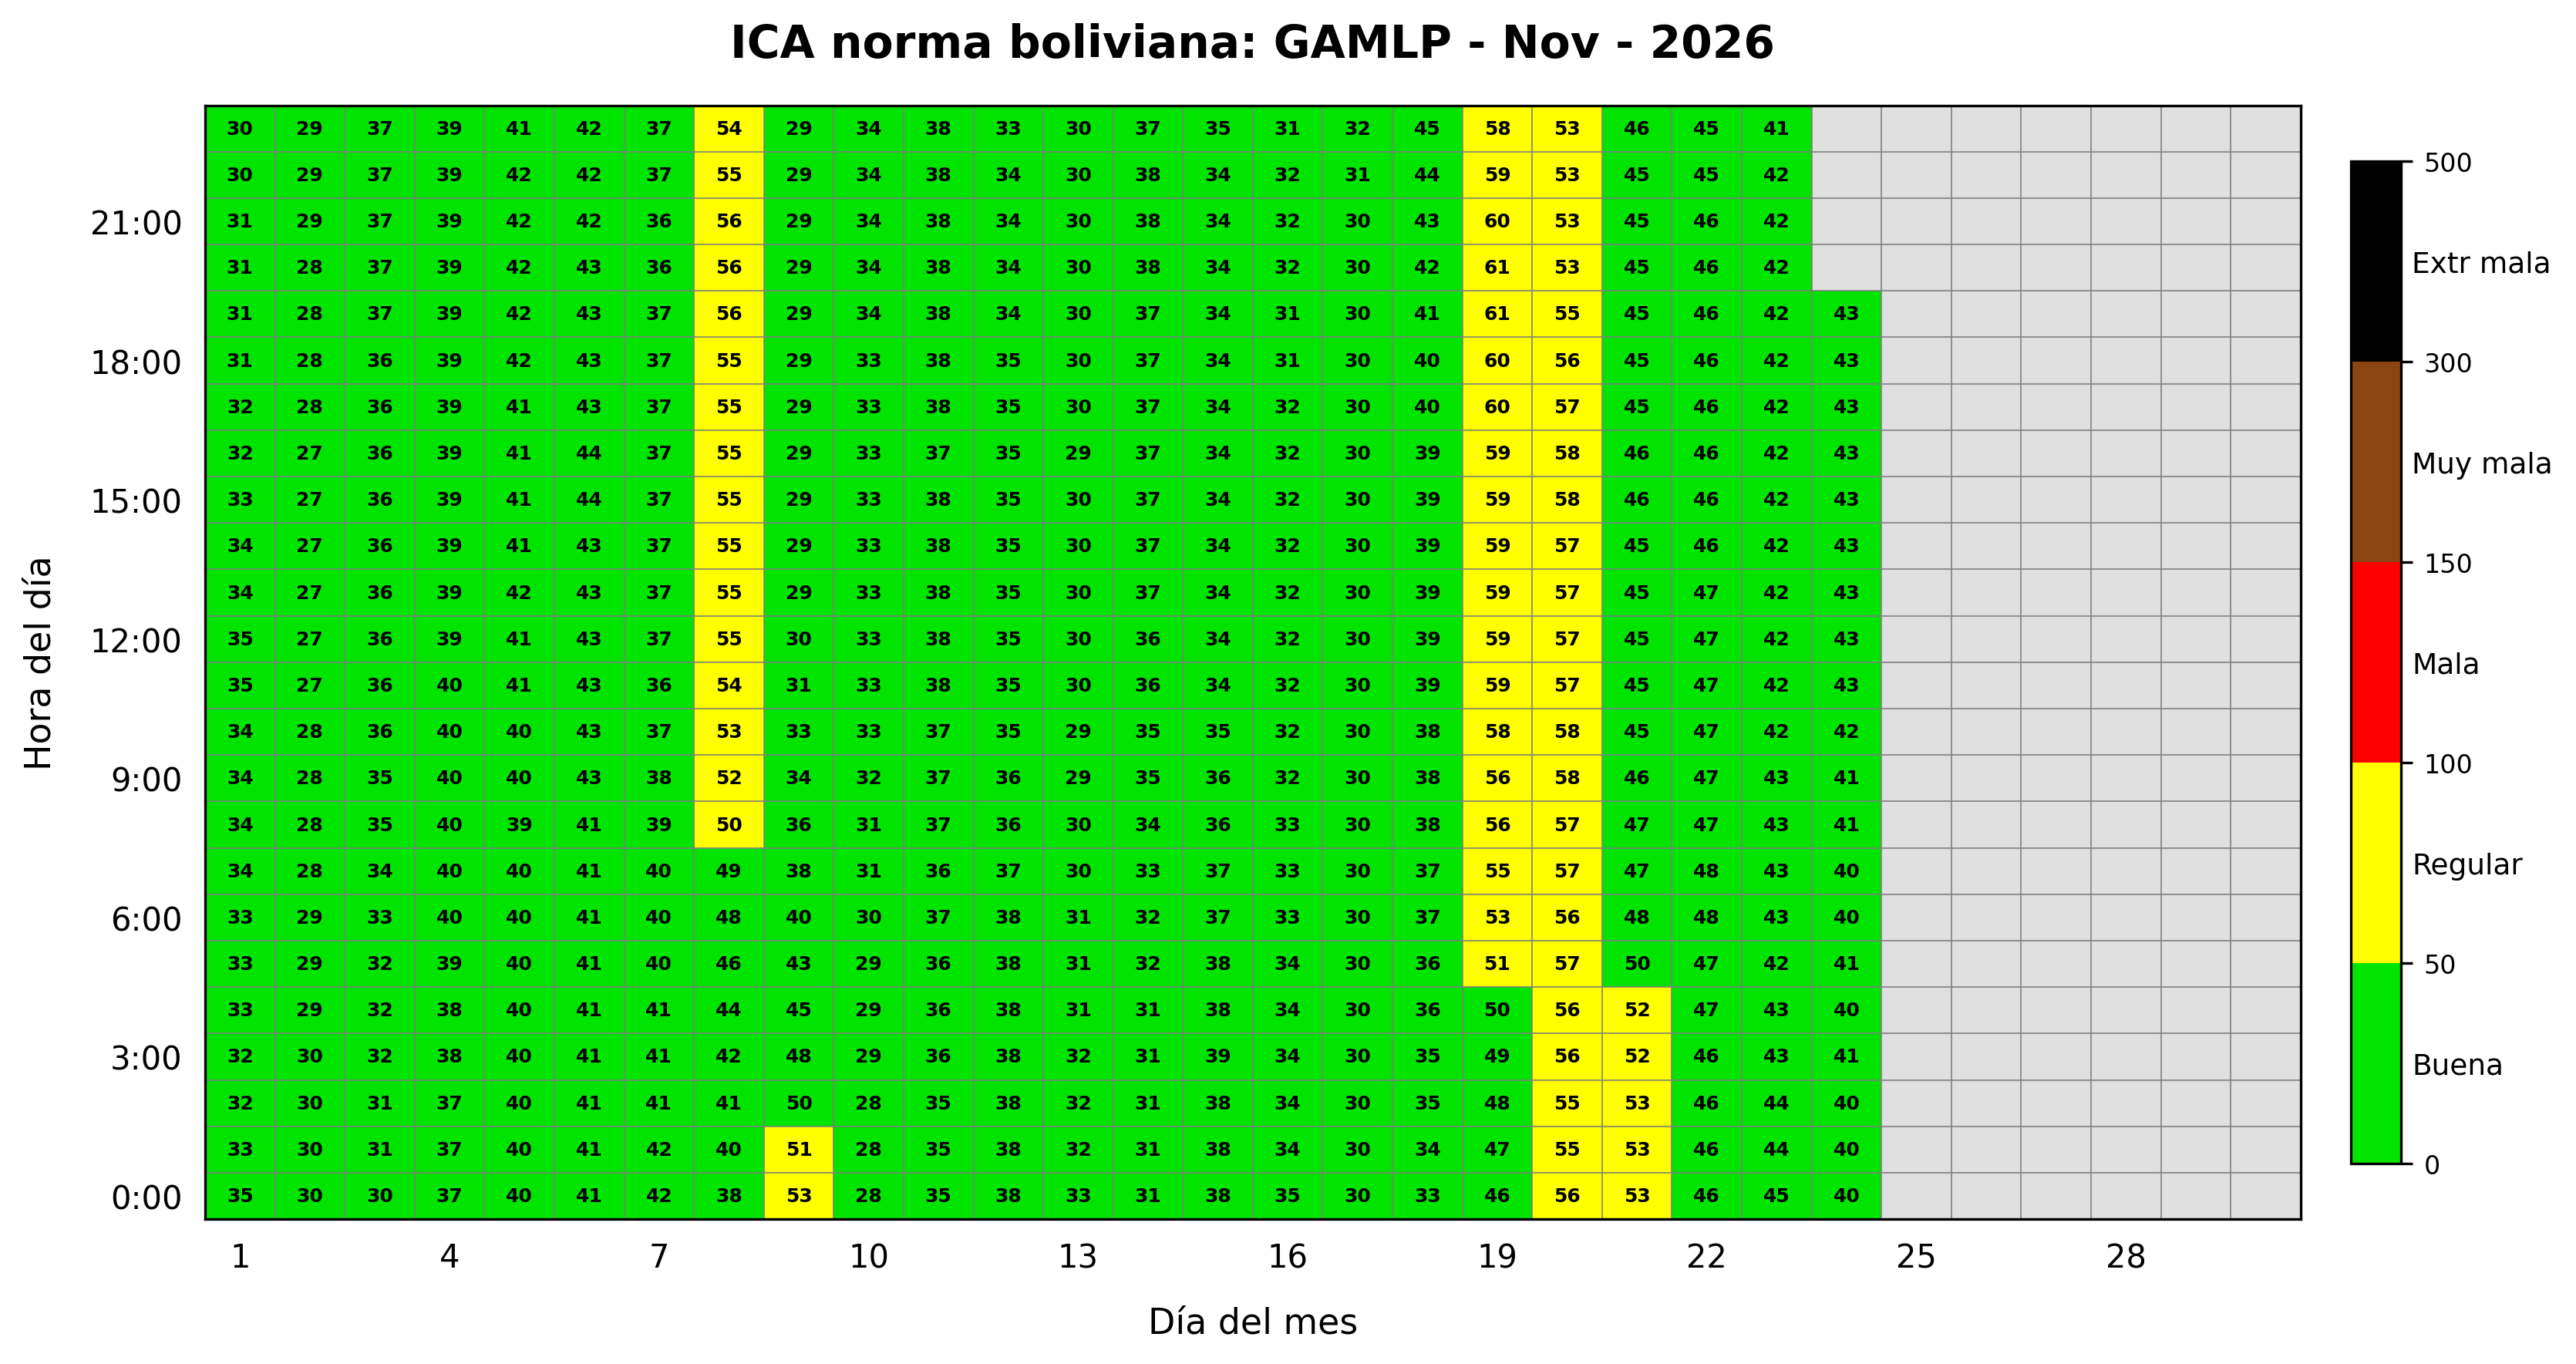 ICA norma boliviana: GAMLP - Nov - 2026
30 29 37 39 41 42 37 54 29 34 38 33 30 37 35 31 32 45 58 53 46 45 41
30 29 37 39 42 42 37 55 29 34 38 34 30 38 34 32 31 44 59 53 45 45 42
21:00 31 29 37 39 42 42 36 56 29 34 38 34 30 38 34 32 30 43 60 53 45 46 42
31 28 37 39 42 43 36 56 29 34 38 34 30 38 34 32 30 42 61 53 45 46 42
31 28 37 39 42 43 37 56 29 34 38 34 30 37 34 31 30 41 61 55 45 46 42 43
18:00 31 28 36 39 42 43 37 55 29 33 38 35 30 37 34 31 30 40 60 56 45 46 42 43
32 28 36 39 41 43 37 55 29 33 38 35 30 37 34 32 30 40 60 57 45 46 42 43
32 27 36 39 41 44 37 55 29 33 37 35 29 37 34 32 30 39 59 58 46 46 42 43
15:00 33 27 36 39 41 44 37 55 29 33 38 35 30 37 34 32 30 39 59 58 46 46 42 43
34 27 36 39 41 43 37 55 29 33 38 35 30 37 34 32 30 39 59 57 45 46 42 43
34 27 36 39 42 43 37 55 29 33 38 35 30 37 34 32 30 39 59 57 45 47 42 43
12:00 35 27 36 39 41 43 37 55 30 33 38 35 30 36 34 32 30 39 59 57 45 47 42 43
35 27 36 40 41 43 36 54 31 33 38 35 30 36 34 32 30 39 59 57 45 47 42 43
34 28 36 40 40 43 37 53 33 33 37 35 29 35 35 32 30 38 58 58 45 47 42 42
9:00 34 28 35 40 40 43 38 52 34 32 37 36 29 35 36 32 30 38 56 58 46 47 43 41
34 28 35 40 39 41 39 50 36 31 37 36 30 34 36 33 30 38 56 57 47 47 43 41
34 28 34 40 40 41 40 49 38 31 36 37 30 33 37 33 30 37 55 57 47 48 43 40
6:00 33 29 33 40 40 41 40 48 40 30 37 38 31 32 37 33 30 37 53 56 48 48 43 40
33 29 32 39 40 41 40 46 43 29 36 38 31 32 38 34 30 36 51 57 50 47 42 41
33 29 32 38 40 41 41 44 45 29 36 38 31 31 38 34 30 36 50 56 52 47 43 40
3:00 32 30 32 38 40 41 41 42 48 29 36 38 32 31 39 34 30 35 49 56 52 46 43 41
32 30 31 37 40 41 41 41 50 28 35 38 32 31 38 34 30 35 48 55 53 46 44 40
33 30 31 37 40 41 42 40 51 28 35 38 32 31 38 34 30 34 47 55 53 46 44 40
0:00 35 30 30 37 40 41 42 38 53 28 35 38 33 31 38 35 30 33 46 56 53 46 45 40
1 4 7 10 13 16 19 22 25 28
Día del mes
Hora del día
500
Extr mala
300
Muy mala
150
Mala
100
Regular
50
Buena
0